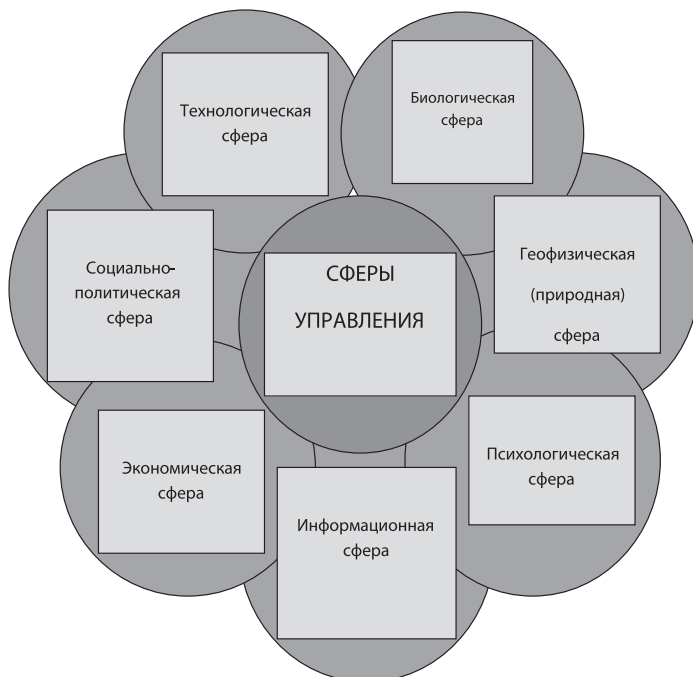 Технологическая
сфера
Биологическая
сфера
Социально-
политическая
сфера
СФЕРЫ
УПРАВЛЕНИЯ
Геофизическая
(природная)
сфера
Экономическая
сфера
Информационная
сфера
Психологическая
сфера